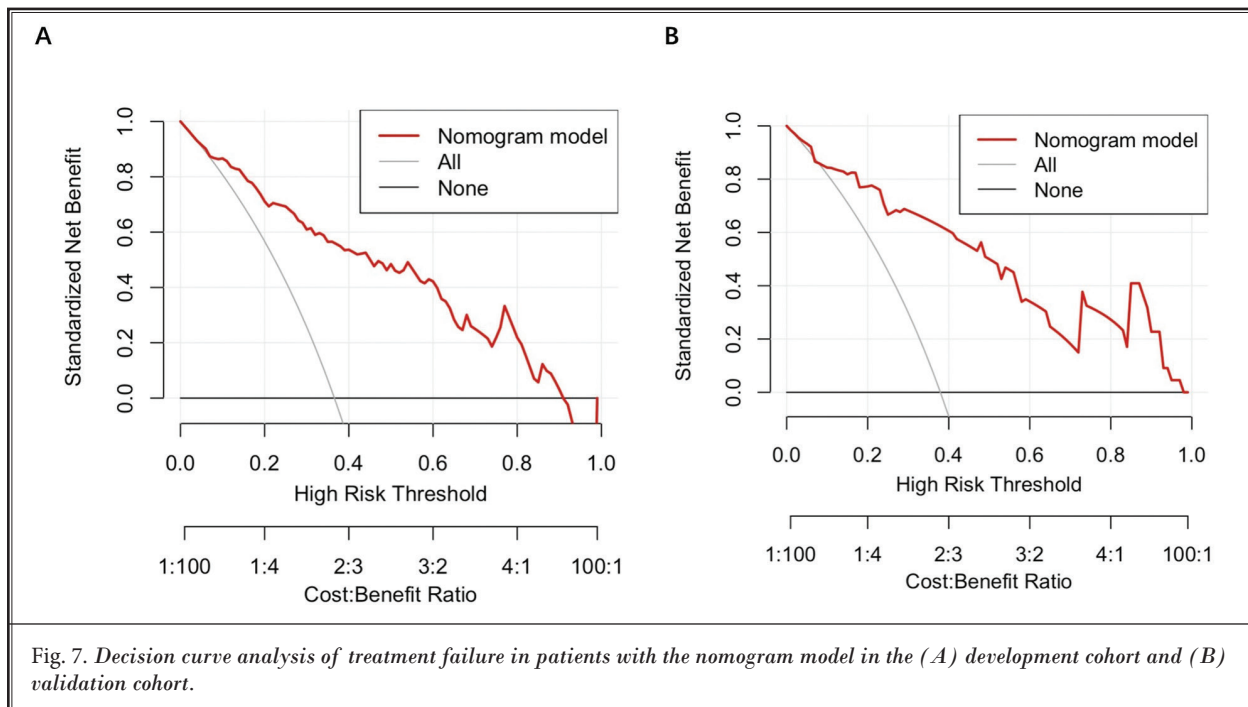 A
Standardized Net Benefit
1.0
0.8
0.6
0.4
0.2
0.0
Nomogram model
All
None
0.0 0.2 0.4 0.6 0.8 1.0
High Risk Threshold
1:100 1:4 2:3 3:2 4:1 100:1
Cost:Benefit Ratio
B
Standardized Net Benefit
1.0
0.8
0.6
0.4
0.2
0.0
Nomogram model
All
None
0.0 0.2 0.4 0.6 0.8 1.0
High Risk Threshold
1:100 1:4 2:3 3:2 4:1 100:1
Cost:Benefit Ratio
Fig. 7. Decision curve analysis of treatment failure in patients with the nomogram model in the (A) development cohort and (B)
validation cohort.